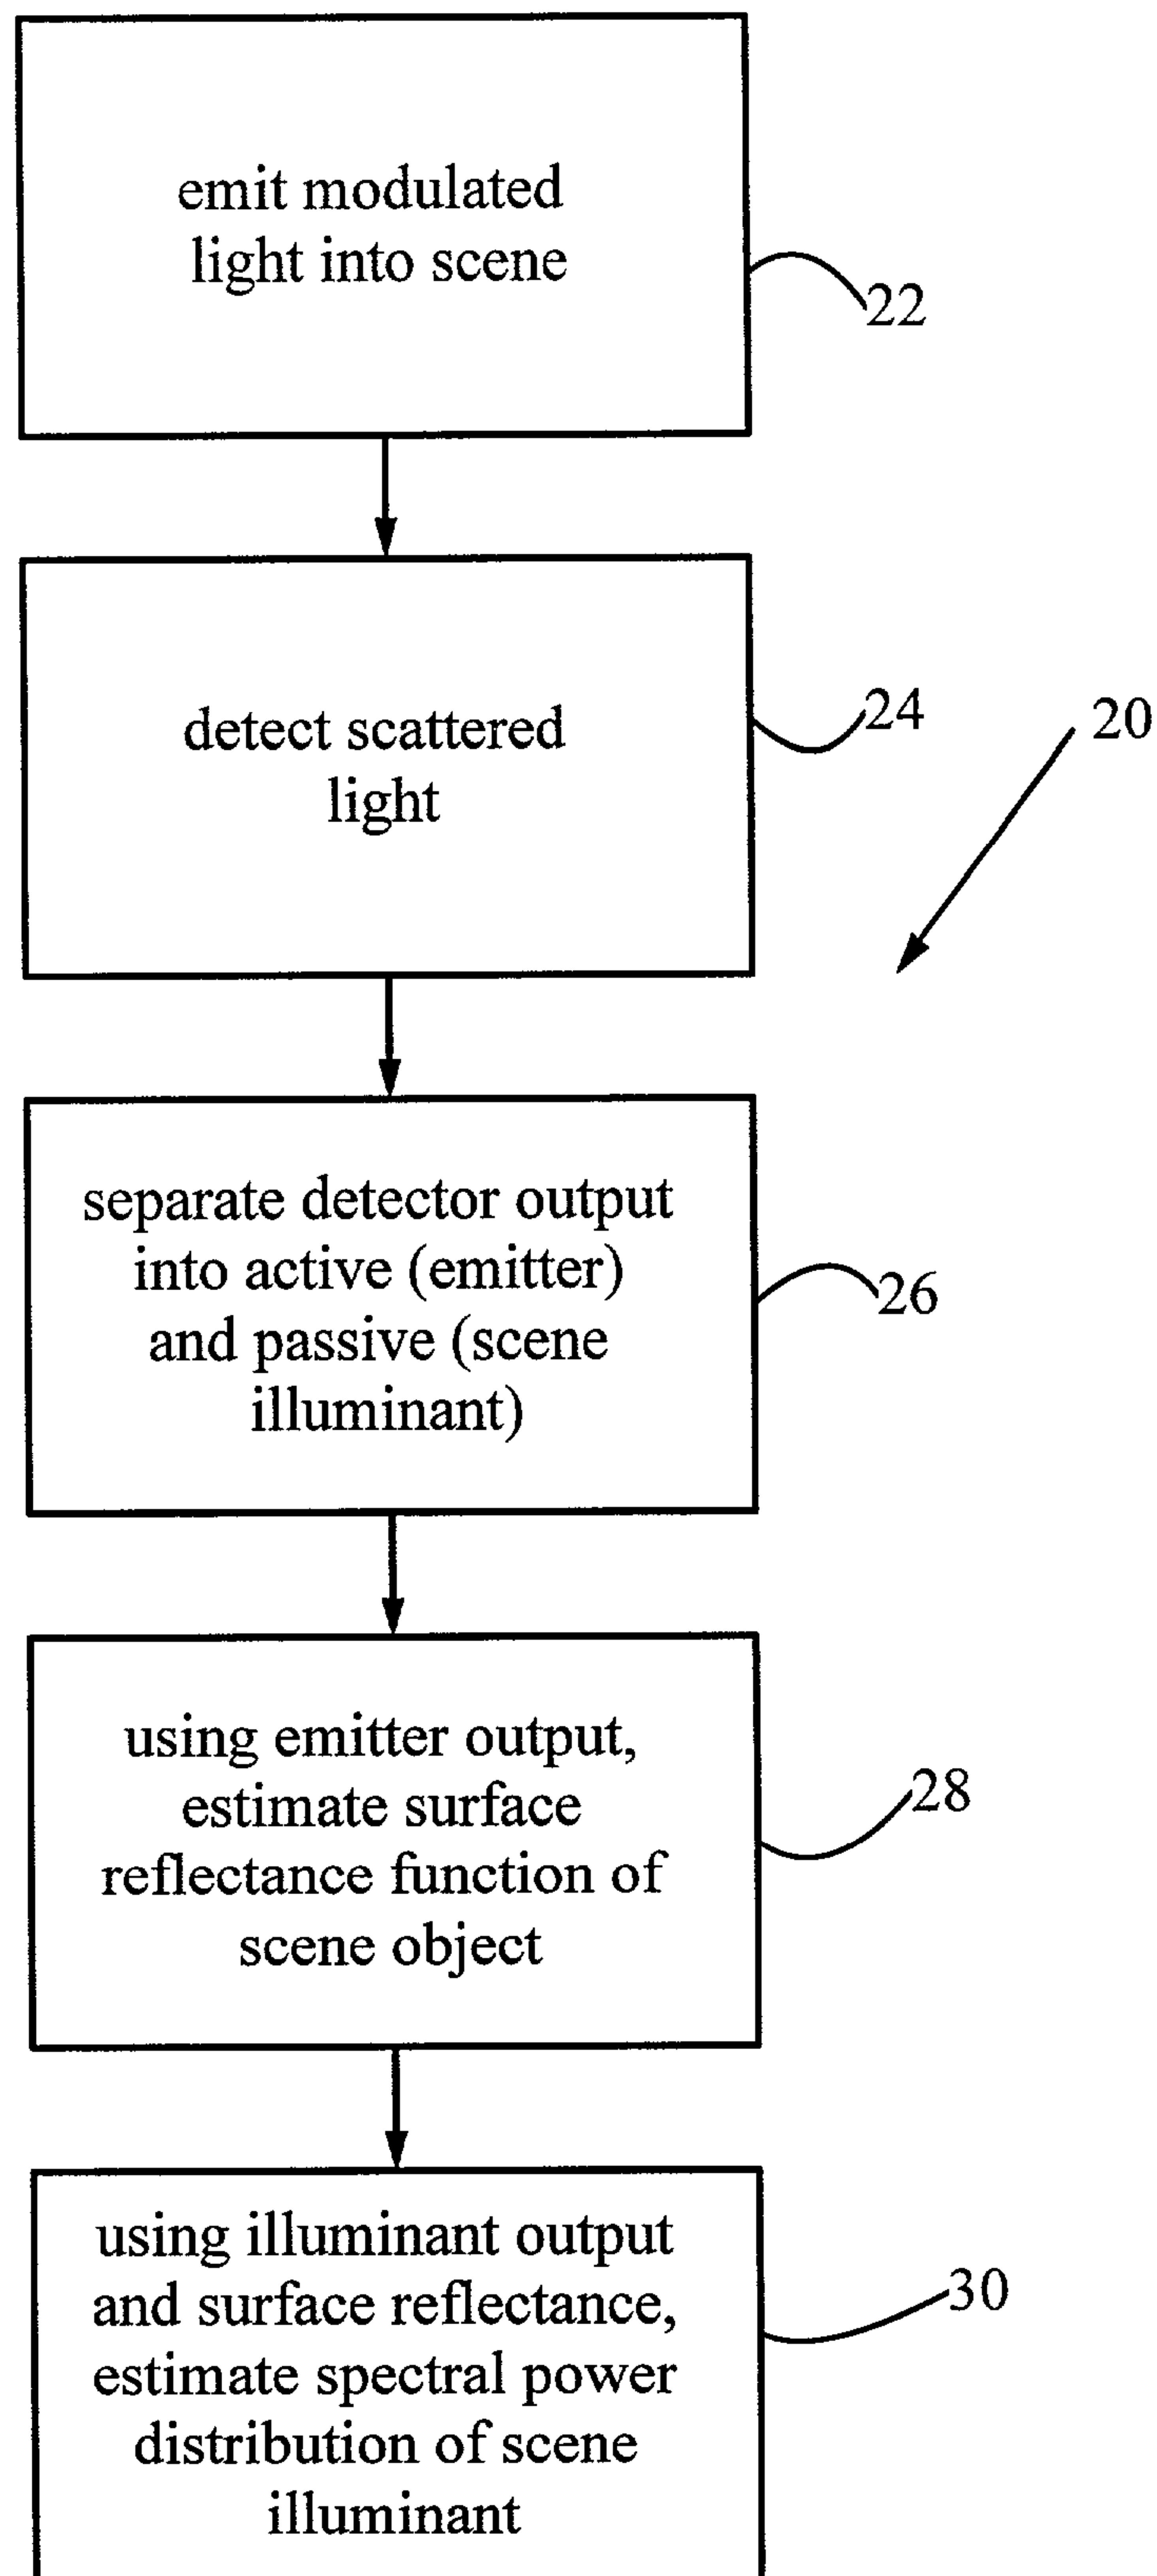 emit modulated
light into scene
22
detect scattered
light
24
20
separate detector output
into active (emitter)
and passive (scene
illuminant)
26
using emitter output,
estimate surface
reflectance function of
scene object
28
using illuminant output
and surface reflectance,
estimate spectral power
distribution of scene
illuminant
30